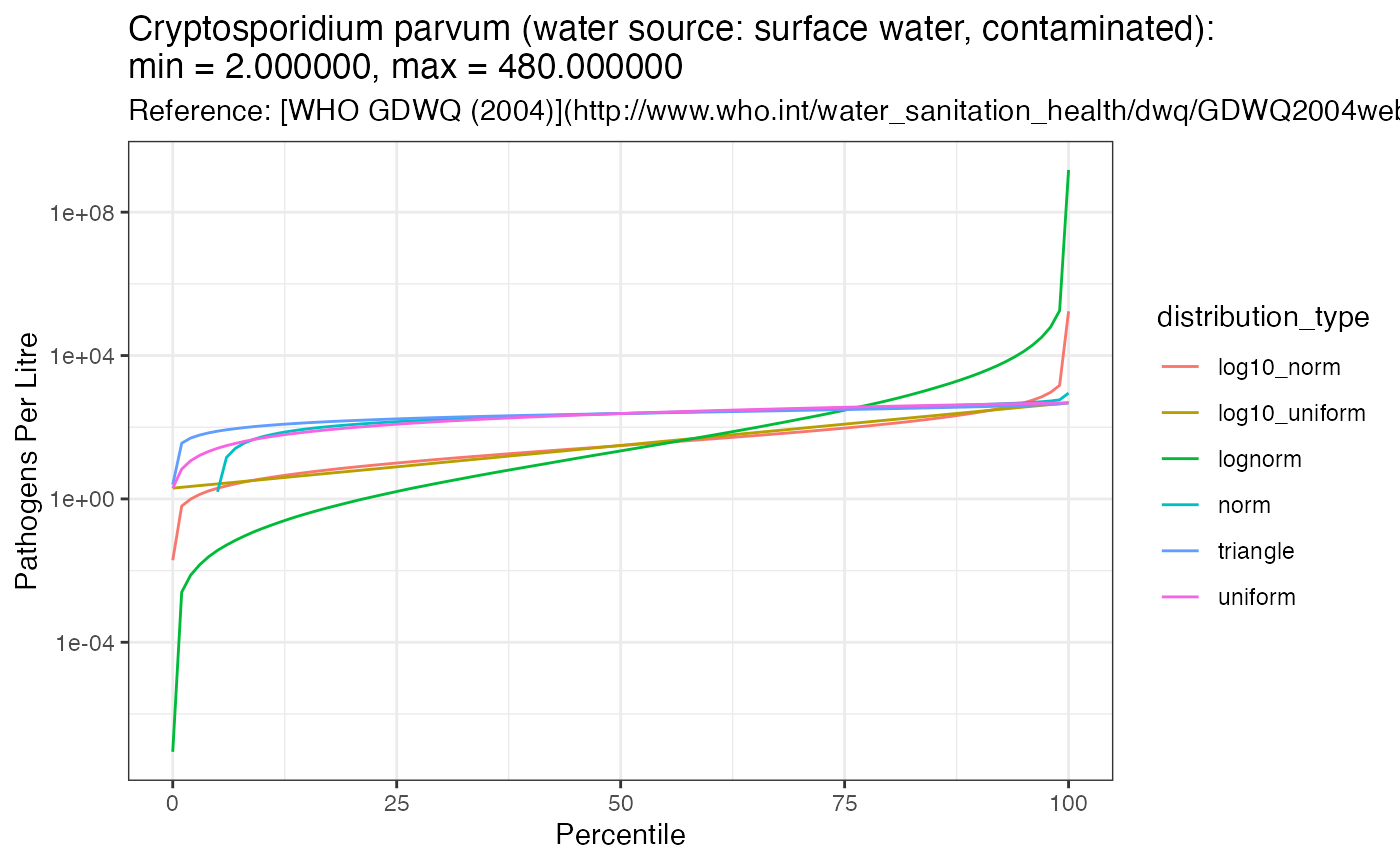 Cryptosporidium parvum (water source: surface water, contaminated):
min = 2.000000, max = 480.000000
Reference: [WHO GDWQ (2004)](http://www.who.int/water_sanitation_health/dwq/GDWQ2004web
Pathogens Per Litre
1e+08
1e+04
1e+00
1e-04
0 25 50 75 100
Percentile
distribution_type
log10_norm
log10_uniform
lognorm
norm
triangle
uniform